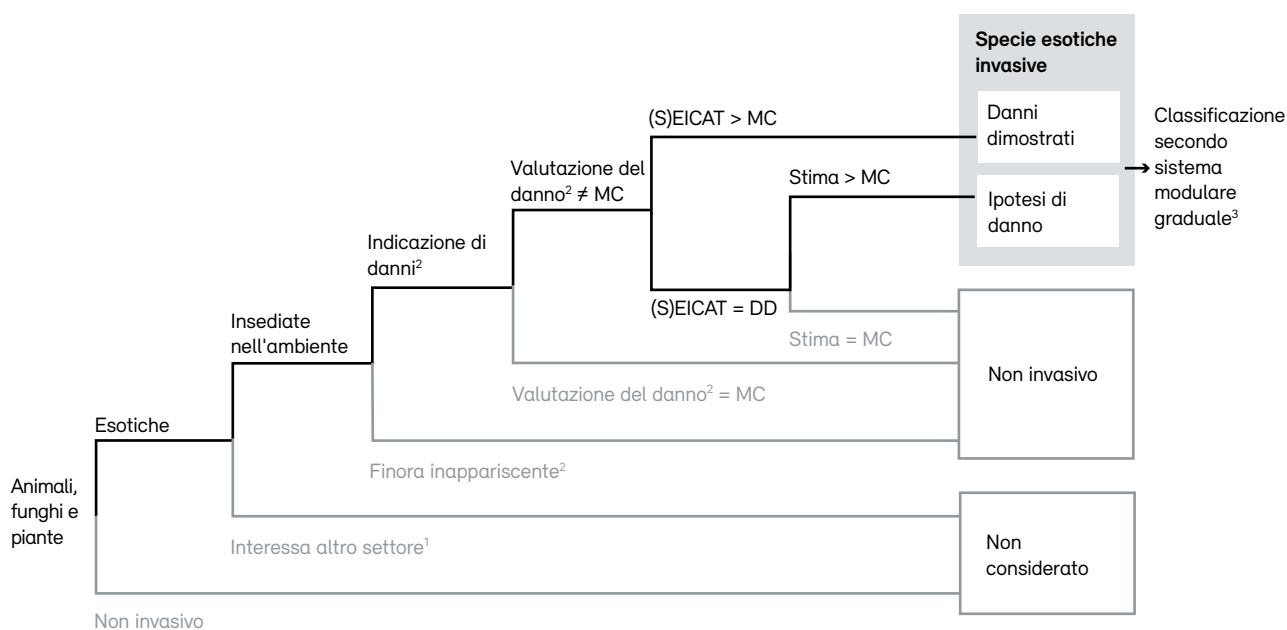 Specie esotiche
invasive
Danni
dimostrati
Ipotesi di
danno
Classificazione
secondo
sistema
modulare
graduale³
(S)EICAT > MC
Stima > MC
Valutazione del
danno² ≠ MC
Indicazione di
danni²
(S)EICAT = DD
Stima = MC
Insediate
nell'ambiente
Non invasivo
Valutazione del danno² = MC
Esotiche
Finora inappariscente²
Animali,
funghi e
piante
Interessa altro settore¹
Non
considerato
Non invasivo